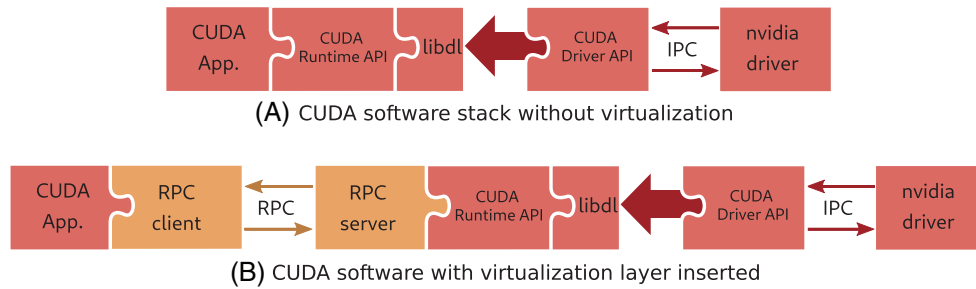 CUDA
App.
CUDA
Runtime API
libdl
CUDA
Driver API
IPC
nvidia
driver
(A) CUDA software stack without virtualization
CUDA
App.
RPC
client
RPC
RPC
server
CUDA
Runtime API
libdl
CUDA
Driver API
IPC
nvidia
driver
(B) CUDA software with virtualization layer inserted